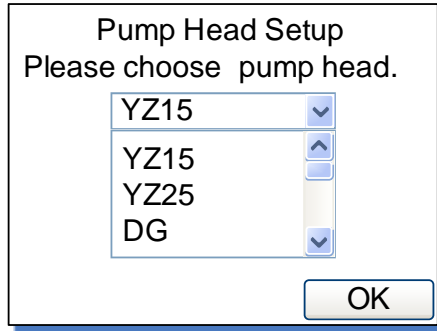 Pump Head Setup
Please choose pump head.
YZ15
YZ15
YZ25
DG
OK